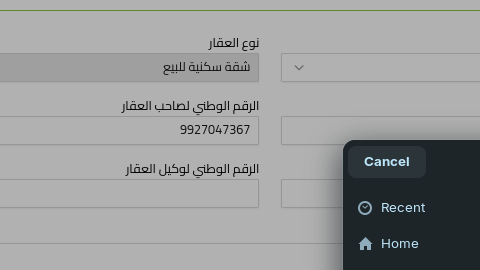 نوع العقار
شقة سكنية للبيع
الرقم الوطني لصاحب العقار
9927047367
الرقم الوطني لوكيل العقار
Cancel
Recent
Home